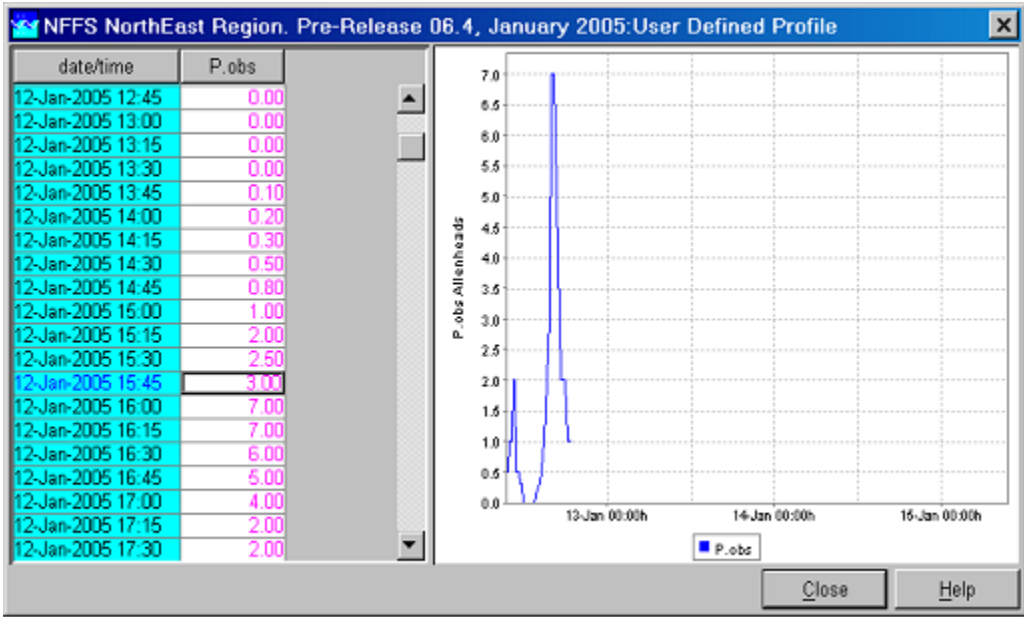 NFFS NorthEast Region. Pre-Release 06.4, January 2005:User Defined Profile
date/time P.obs
12-Jan-2005 12:45 0.00
12-Jan-2005 13:00 0.00
12-Jan-2005 13:15 0.00
12-Jan-2005 13:30 0.00
12-Jan-2005 13:45 0.10
12-Jan-2005 14:00 0.20
12-Jan-2005 14:15 0.30
12-Jan-2005 14:30 0.50
12-Jan-2005 14:45 0.80
12-Jan-2005 15:00 1.00
12-Jan-2005 15:15 2.00
12-Jan-2005 15:30 2.50
12-Jan-2005 15:45 3.00
12-Jan-2005 16:00 7.00
12-Jan-2005 16:15 7.00
12-Jan-2005 16:30 6.00
12-Jan-2005 16:45 5.00
12-Jan-2005 17:00 4.00
12-Jan-2005 17:15 2.00
12-Jan-2005 17:30 2.00
P.obs Allenheads
7.0
6.5
6.0
5.5
5.0
4.5
4.0
3.5
3.0
2.5
2.0
1.5
1.0
0.5
0.0
13-Jan 00:00h 14-Jan 00:00h 15-Jan 00:00h
P.obs
Close Help